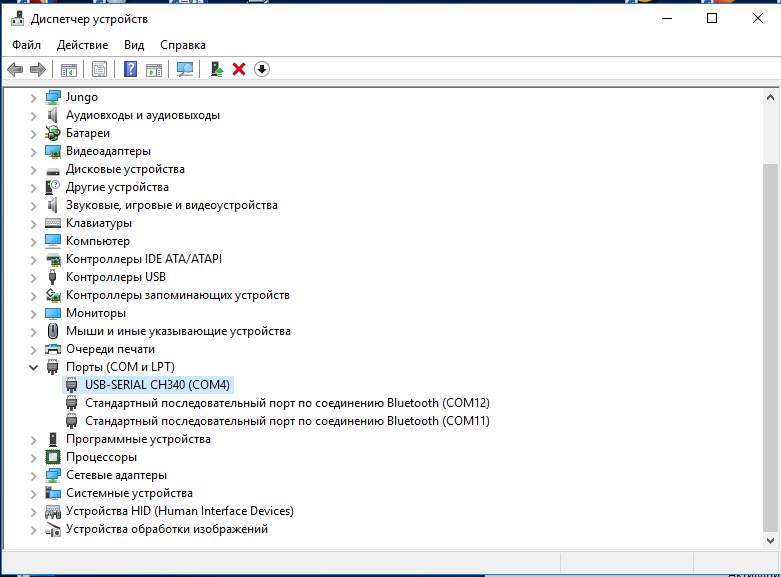 Диспетчер устройств
Файл Действие Вид Справка
Jungo
Аудиовходы и аудиовыходы
Батареи
Видеоадаптеры
Дисковые устройства
Другие устройства
Звуковые, игровые и видеоустройства
Клавиатуры
Компьютер
Контроллеры IDE ATA/ATAPI
Контроллеры USB
Контроллеры запоминающих устройств
Мониторы
Мыши и иные указывающие устройства
Очереди печати
Порты (COM и LPT)
USB-SERIAL CH340 (COM4)
Стандартный последовательный порт по соединению Bluetooth (COM12)
Стандартный последовательный порт по соединению Bluetooth (COM11)
Программные устройства
Процессоры
Сетевые адаптеры
Системные устройства
Устройства HID (Human Interface Devices)
Устройства обработки изображений